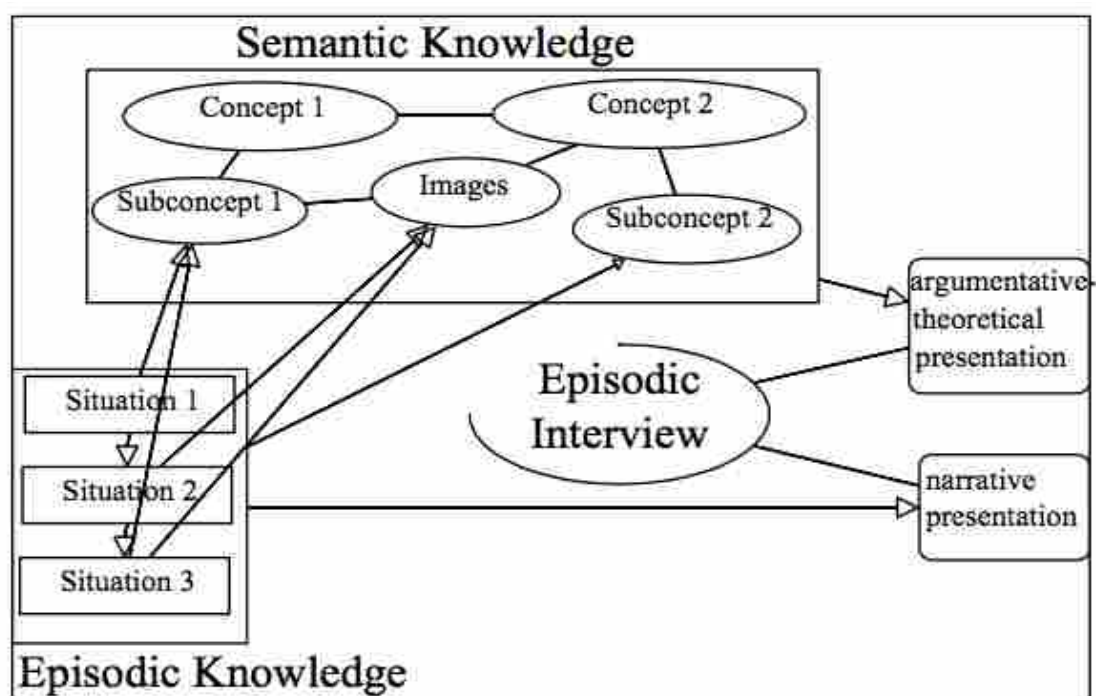 Semantic Knowledge
Concept 1
Concept 2
Images
Subconcept 1
Subconcept 2
argumentative-
theoretical
presentation
Episodic
Interview
Situation 1
Situation 2
narrative
presentation
Situation 3
Episodic Knowledge